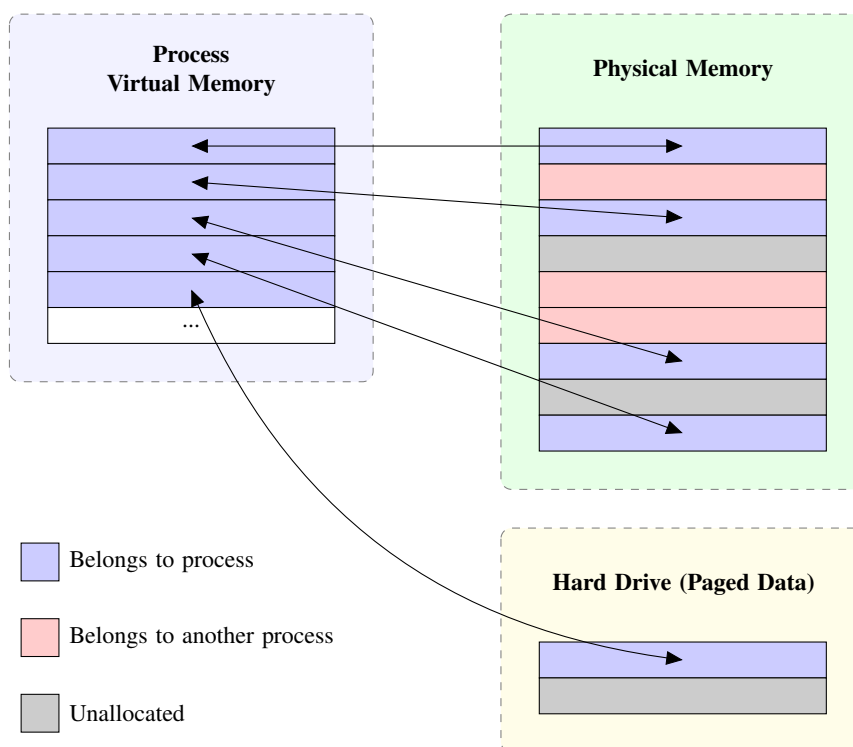 Process
Virtual Memory
Physical Memory
...
Belongs to process
Hard Drive (Paged Data)
Belongs to another process
Unallocated